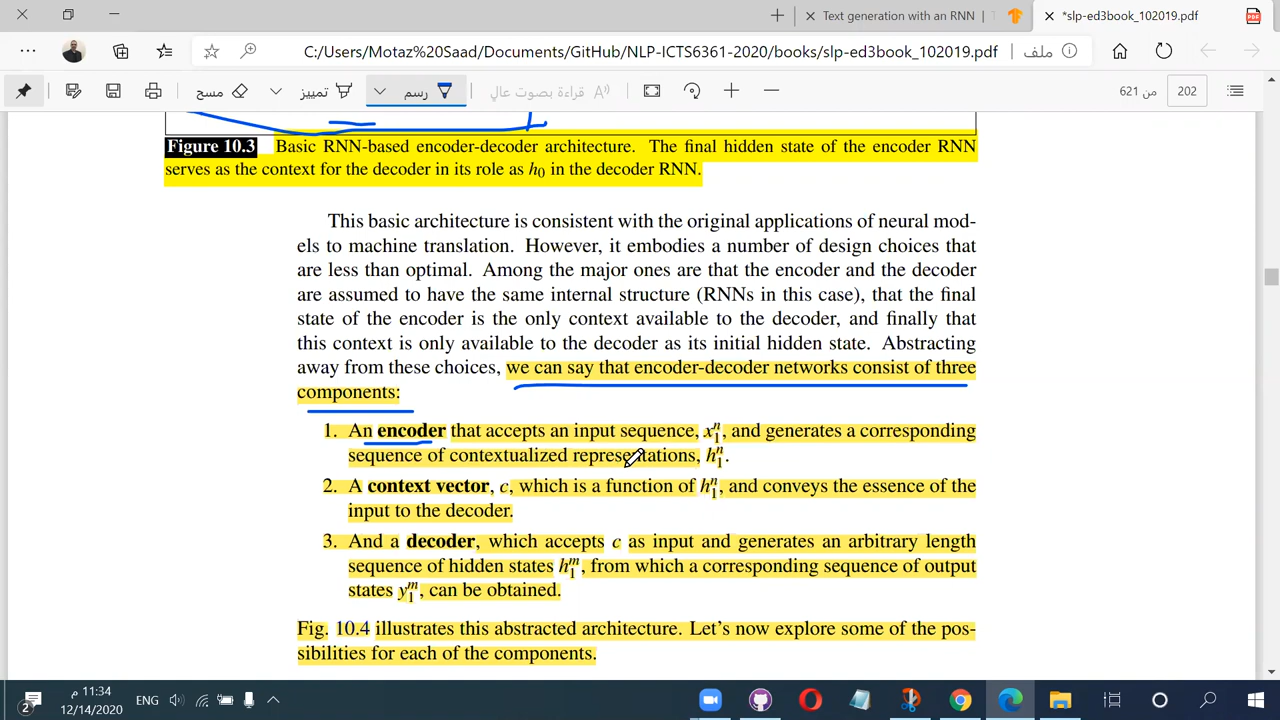 Text generation with an RNN | T
*slp-ed3book_102019.pdf
C:/Users/Motaz%20Saad/Documents/GitHub/NLP-ICTS6361-2020/books/slp-ed3book_102019.pdf
ملف
مسح
تمييز
رسم
قراءة بصوت عالٍ
من 621
202
Figure 10.3 Basic RNN-based encoder-decoder architecture. The final hidden state of the encoder RNN
serves as the context for the decoder in its role as h0 in the decoder RNN.
This basic architecture is consistent with the original applications of neural mod-
els to machine translation. However, it embodies a number of design choices that
are less than optimal. Among the major ones are that the encoder and the decoder
are assumed to have the same internal structure (RNNs in this case), that the final
state of the encoder is the only context available to the decoder, and finally that
this context is only available to the decoder as its initial hidden state. Abstracting
away from these choices, we can say that encoder-decoder networks consist of three
components:
1. An encoder that accepts an input sequence, x₁ⁿ, and generates a corresponding
sequence of contextualized representations, h₁ⁿ.
2. A context vector, c, which is a function of h₁ⁿ, and conveys the essence of the
input to the decoder.
3. And a decoder, which accepts c as input and generates an arbitrary length
sequence of hidden states h₁ᵐ, from which a corresponding sequence of output
states y₁ᵐ, can be obtained.
Fig. 10.4 illustrates this abstracted architecture. Let's now explore some of the pos-
sibilities for each of the components.
2
م 11:34
12/14/2020
ENG